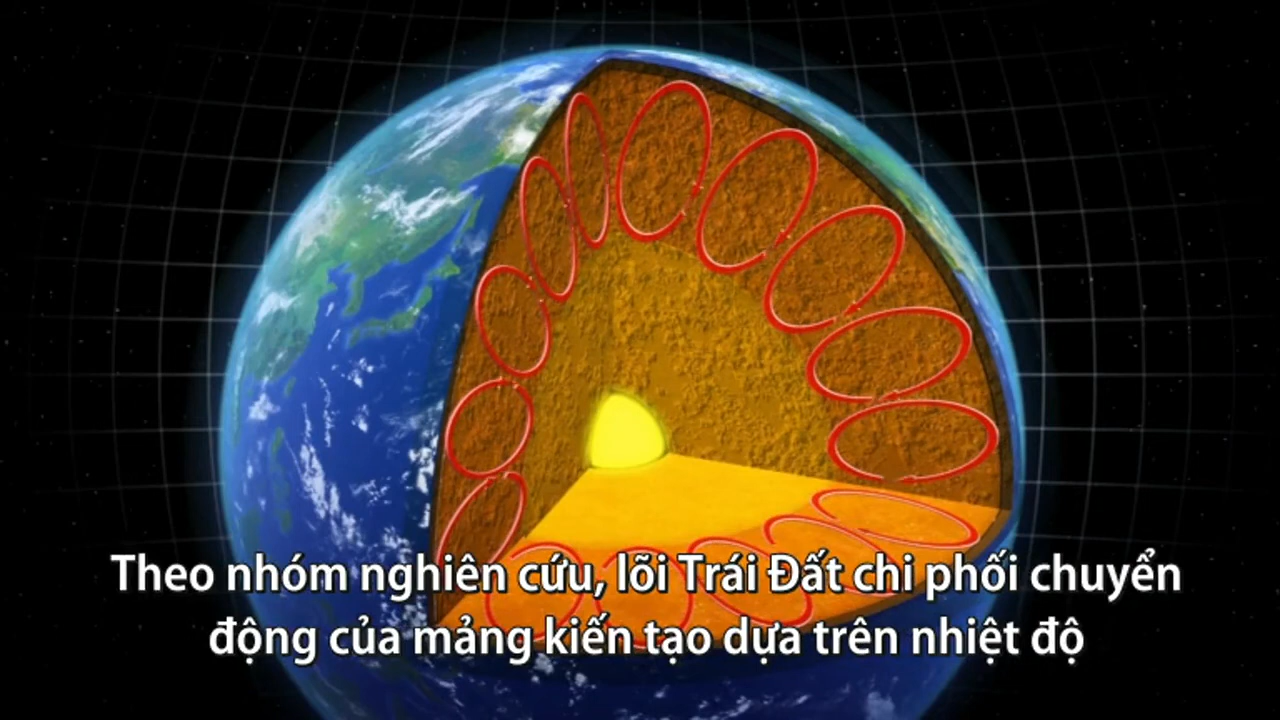 Theo nhóm nghiên cứu, lõi Trái Đất chi phối chuyển
động của mảng kiến tạo dựa trên nhiệt độ